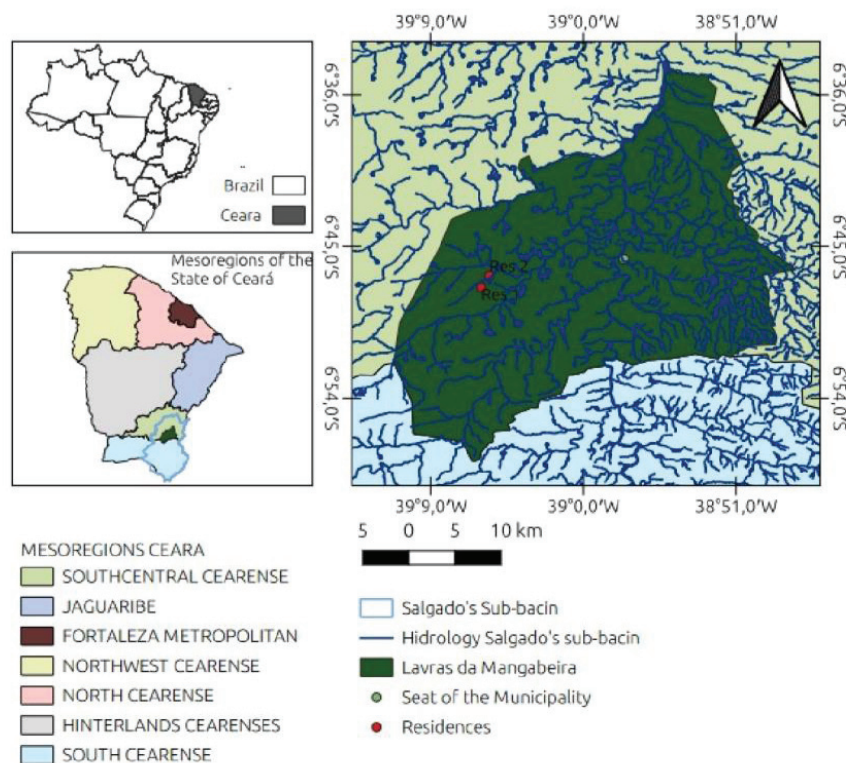 Brazil
Ceara
Mesoregions of the
State of Ceará
39°9,0'W 39°0,0'W 38°51,0'W
6°36,0'S 6°36,0'S
6°45,0'S 6°45,0'S
6°54,0'S 6°54,0'S
Res 2
Res 1
39°9,0'W 39°0,0'W 38°51,0'W
5 0 5 10 km
MESOREGIONS CEARA
SOUTHCENTRAL CEARENSE
JAGUARIBE
FORTALEZA METROPOLITAN
NORTHWEST CEARENSE
NORTH CEARENSE
HINTERLANDS CEARENSES
SOUTH CEARENSE
Salgado's Sub-bacin
Hidrology Salgado's sub-bacin
Lavras da Mangabeira
Seat of the Municipality
Residences